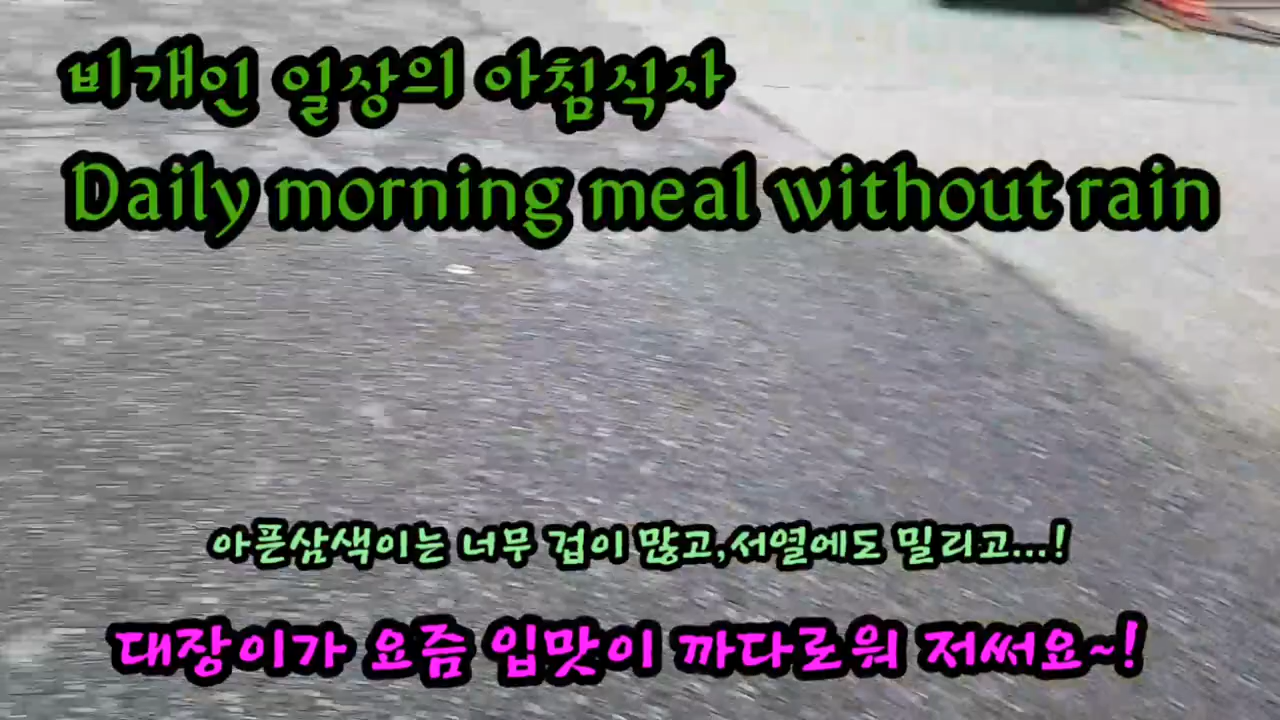 비개인 일상의 아침식사
Daily morning meal without rain
아픈삼색이는 너무 겁이 많고,서열에도 밀리고...!
대장이가 요즘 입맛이 까다로워 저써요~!